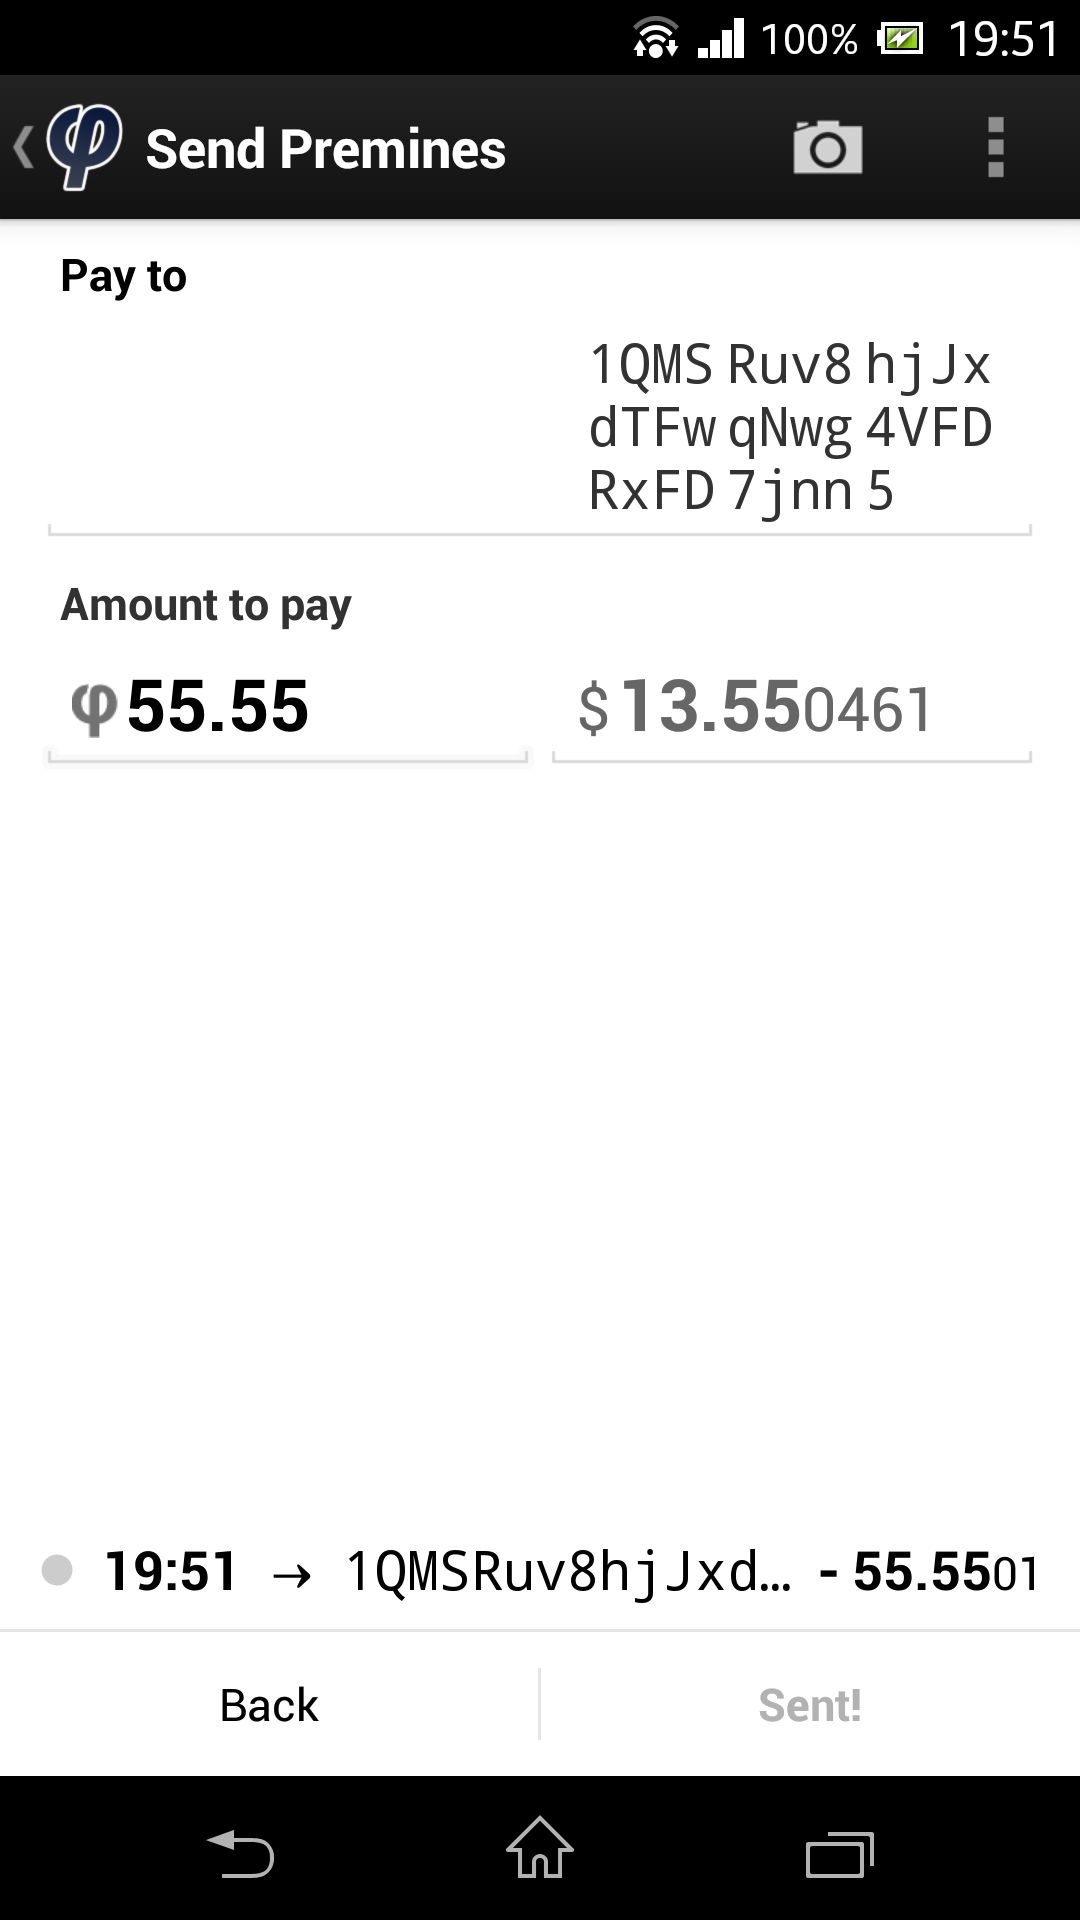 100% 19:51
φ Send Premines
Pay to
1QMS Ruv8 hjJx
dTFw qNwg 4VFD
RxFD 7jnn 5
Amount to pay
φ 55.55 $ 13.550461
19:51 → 1QMSRuv8hjJxd... - 55.5501
Back Sent!